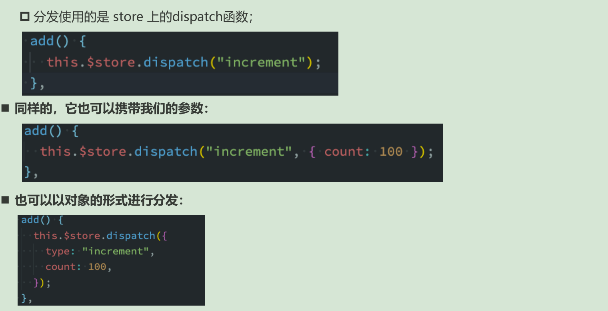 分发使用的是 store 上的dispatch函数；
add() {
this.$store.dispatch("increment");
},
同样的，它也可以携带我们的参数：
add() {
this.$store.dispatch("increment", { count: 100 });
},
也可以以对象的形式进行分发：
add() {
this.$store.dispatch({
type: "increment",
count: 100,
});
},